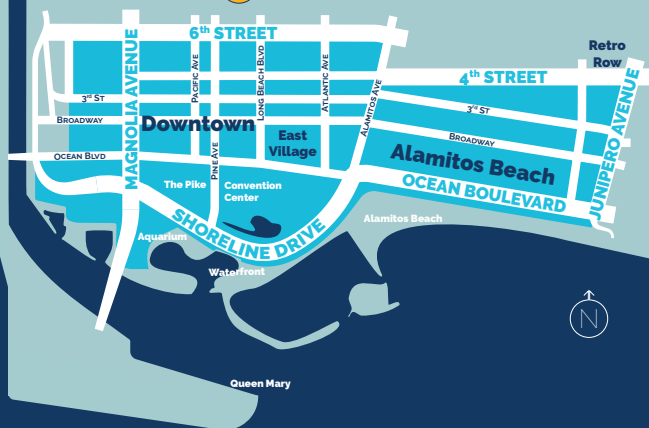 6th STREET
Retro
Row
4th STREET
MAGNOLIA AVENUE
PACIFIC AVE
LONG BEACH BLVD
ATLANTIC AVE
ALAMITOS AVE
JUNIPERO AVENUE
3rd ST
3rd ST
BROADWAY
Downtown
East
Village
BROADWAY
OCEAN BLVD
PINE AVE
Alamitos Beach
OCEAN BOULEVARD
The Pike
Convention
Center
SHORELINE DRIVE
Alamitos Beach
Aquarium
Waterfront
N
Queen Mary